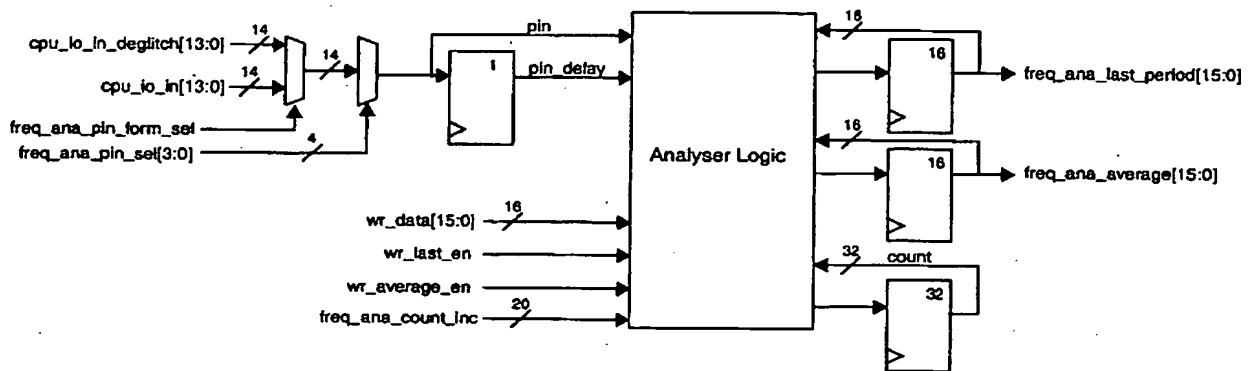 cpu_io_in_deglitch[13:0]
14
cpu_io_in[13:0]
14
14
freq_ana_pin_form_sel
freq_ana_pin_sel[3:0]
4
1
pin
pin_delay
wr_data[15:0]
16
wr_last_en
wr_average_en
freq_ana_count_inc
20
Analyser Logic
16
16
freq_ana_last_period[15:0]
16
16
freq_ana_average[15:0]
32
count
32